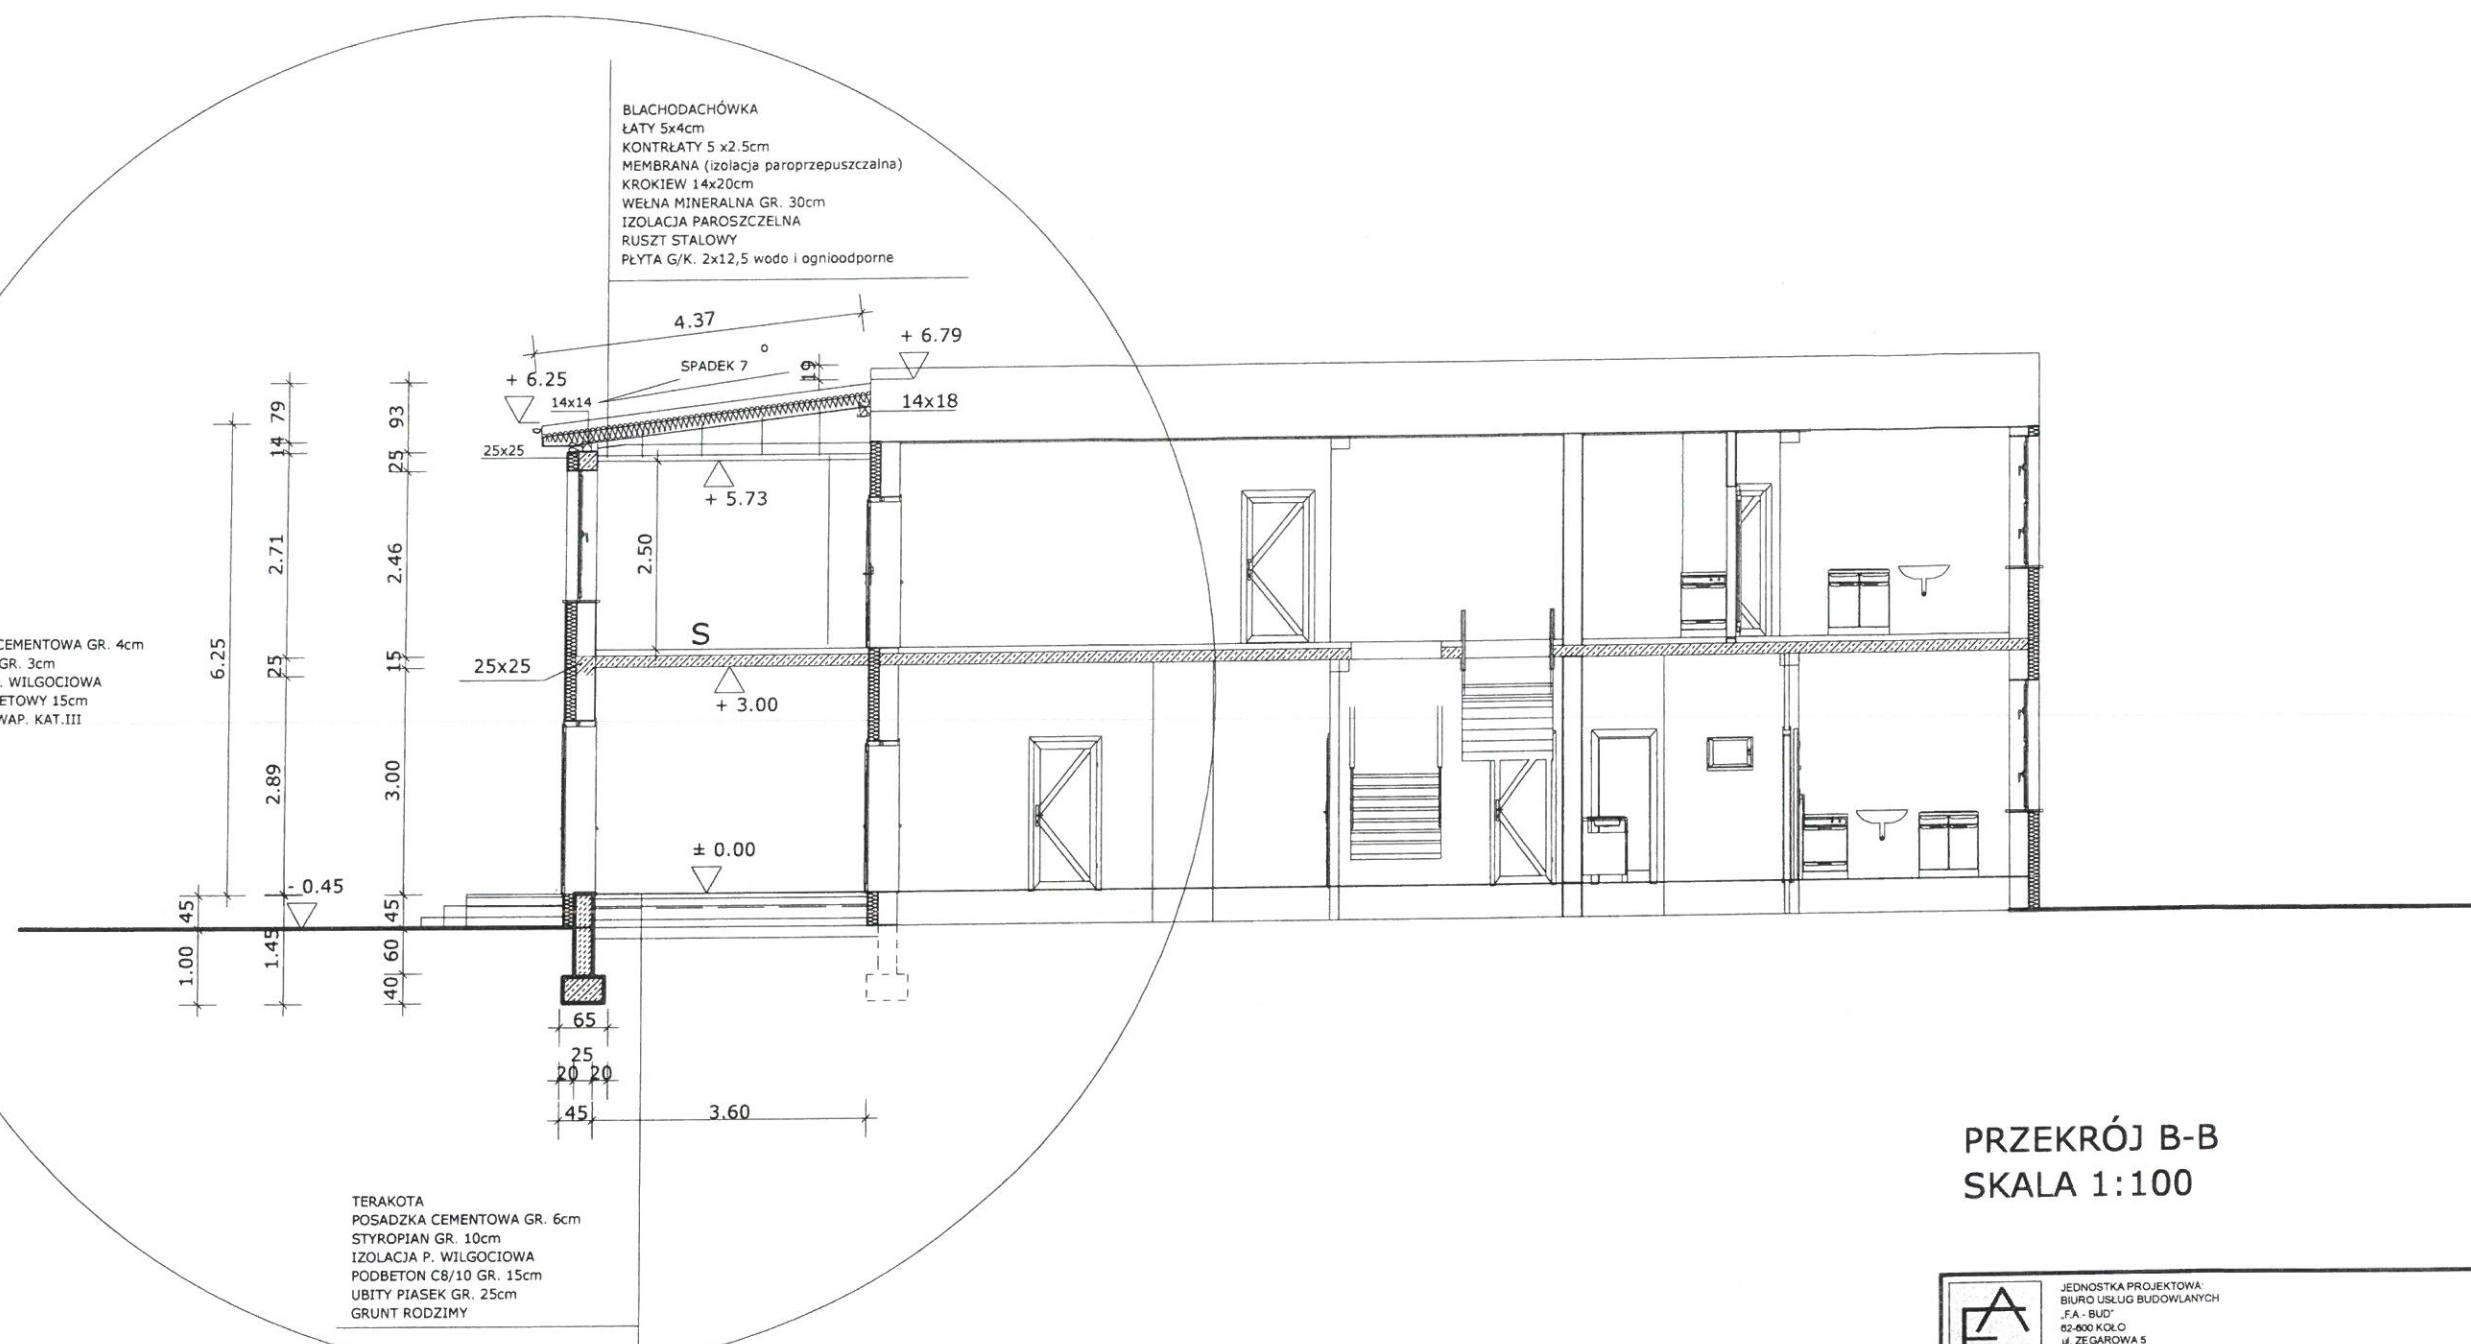 BLACHODACHÓWKA
ŁATY 5x4cm
KONTRŁATY 5 x2.5cm
MEMBRANA (izolacja paroprzepuszczalna)
KROKIEW 14x20cm
WEŁNA MINERALNA GR. 30cm
IZOLACJA PAROSZCZELNA
RUSZT STALOWY
PŁYTA G/K. 2x12,5 wodo i ognioodporne
4.37
SPADEK 7 °
19
+ 6.79
+ 6.25
14x14
14x18
25x25
+ 5.73
2.50
S
25x25
+ 3.00
± 0.00
- 0.45
6.25
45
1.00
79
14
2.71
25
2.89
1.45
93
25
2.46
15
3.00
45
60
40
CEMENTOWA GR. 4cm
GR. 3cm
. WILGOCIOWA
ETOWY 15cm
WAP. KAT.III
65
25
20 20
45 3.60
TERAKOTA
POSADZKA CEMENTOWA GR. 6cm
STYROPIAN GR. 10cm
IZOLACJA P. WILGOCIOWA
PODBETON C8/10 GR. 15cm
UBITY PIASEK GR. 25cm
GRUNT RODZIMY
PRZEKRÓJ B-B
SKALA 1:100
FA
JEDNOSTKA PROJEKTOWA:
BIURO USŁUG BUDOWLANYCH
„F.A.- BUD"
62-600 KOŁO
ul. ZEGAROWA 5